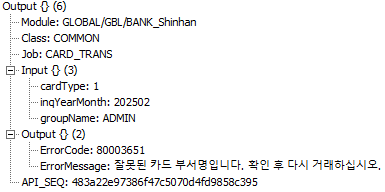 Output {} (6)
Module: GLOBAL/GBL/BANK_Shinhan
Class: COMMON
Job: CARD_TRANS
Input {} (3)
cardType: 1
inqYearMonth: 202502
groupName: ADMIN
Output {} (2)
ErrorCode: 80003651
ErrorMessage: 잘못된 카드 부서명입니다. 확인 후 다시 거래하십시오.
API_SEQ: 483a22e97386f47c5070d4fd9858c395